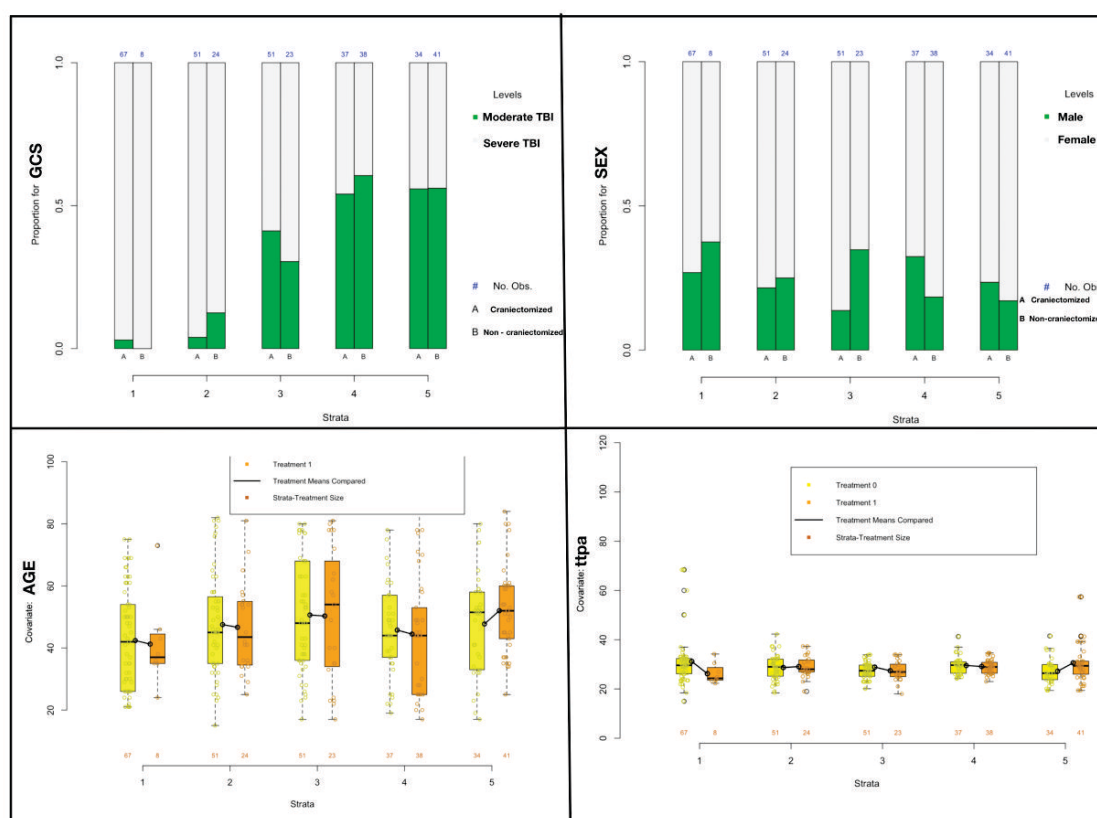 67 8 51 24 51 23 37 38 34 41
1.0
Levels
Moderate TBI
Severe TBI
Proportion for GCS
0.5
# No. Obs.
A Craniectomized
B Non - craniectomized
0.0
A B A B A B A B A B
1 2 3 4 5
Strata
67 8 51 24 51 23 37 38 34 41
1.0
Levels
Male
Female
Proportion for SEX
0.5
# No. Obs
A Craniectomized
B Non-craniectomize
0.0
A B A B A B A B A B
1 2 3 4 5
Strata
100
Treatment 1
Treatment Means Compared
Strata-Treatment Size
80
60
Covariate: AGE
40
20
67 8 51 24 51 23 37 38 34 41
1 2 3 4 5
Strata
120
100
Treatment 0
Treatment 1
Treatment Means Compared
Strata-Treatment Size
80
60
Covariate: ttpa
40
20
0
67 8 51 24 51 23 37 38 34 41
1 2 3 4 5
Strata